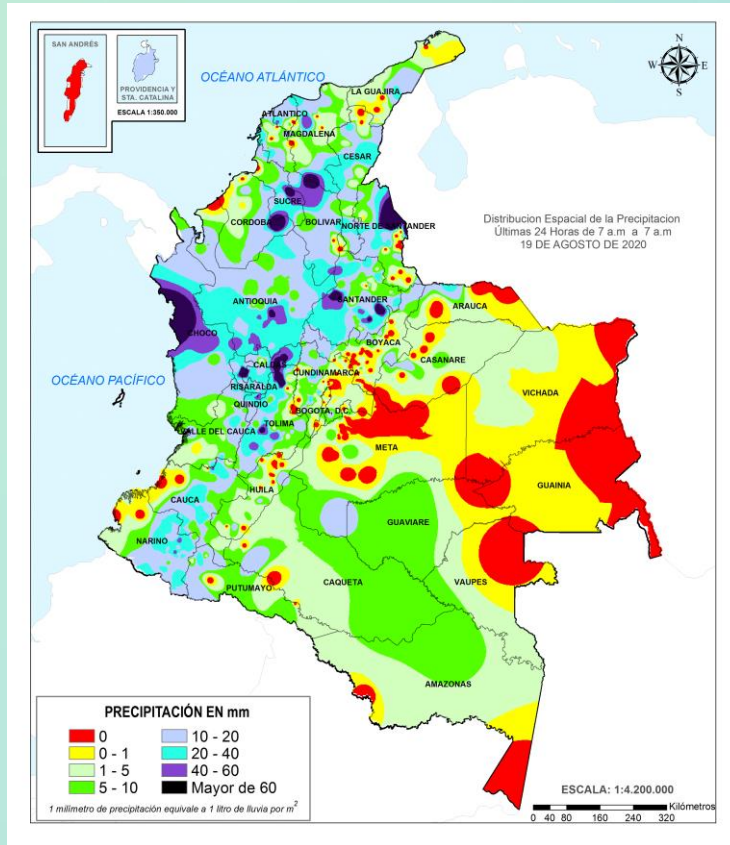 SAN ANDRÉS
PROVIDENCIA Y
STA. CATALINA
ESCALA 1:350.000
OCÉANO ATLÁNTICO
N
W E
S
LA GUAJIRA
ATLANTICO
MAGDALENA
CESAR
SUCRE
CORDOBA
BOLIVAR
NORTE DE SANTANDER
Distribucion Espacial de la Precipitacion
Últimas 24 Horas de 7 a.m a 7 a.m
19 DE AGOSTO DE 2020
ANTIOQUIA
SANTANDER
ARAUCA
CHOCO
BOYACA
CASANARE
OCÉANO PACÍFICO
CALDAS
CUNDINAMARCA
RISARALDA
VICHADA
QUINDIO
BOGOTA, D.C.
TOLIMA
VALLE DEL CAUCA
META
GUAINIA
HUILA
CAUCA
GUAVIARE
NARINO
VAUPES
CAQUETA
PUTUMAYO
AMAZONAS
PRECIPITACIÓN EN mm
0
0 - 1
1 - 5
5 - 10
10 - 20
20 - 40
40 - 60
Mayor de 60
1 milimetro de precipitación equivale a 1 litro de lluvia por m²
ESCALA: 1:4.200.000
Kilómetros
0 40 80 160 240 320